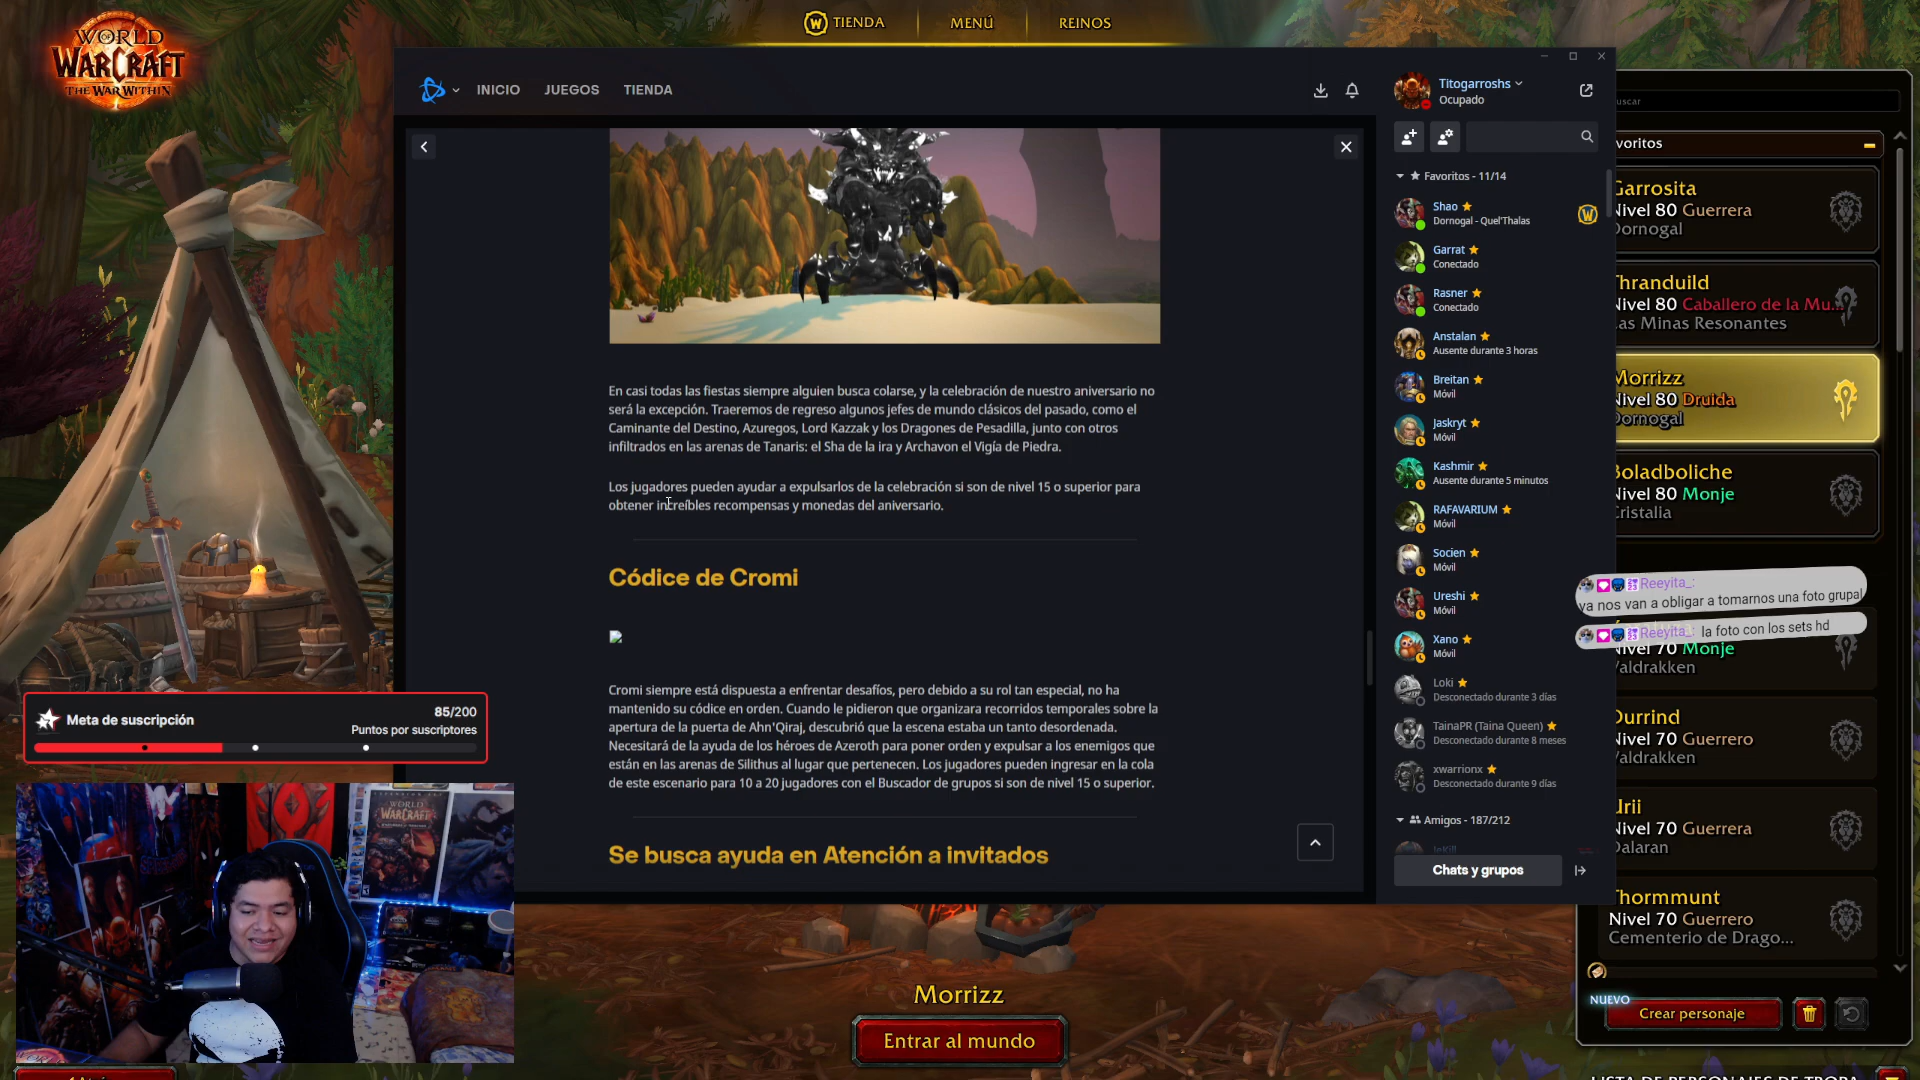 WORLD
WARCRAFT
THE WAR WITHIN
TIENDA
MENÚ
REINOS
INICIO
JUEGOS
TIENDA
En casi todas las fiestas siempre alguien busca colarse, y la celebración de nuestro aniversario no
será la excepción. Traeremos de regreso algunos jefes de mundo clásicos del pasado, como el
Caminante del Destino, Azuregos, Lord Kazzak y los Dragones de Pesadilla, junto con otros
infiltrados en las arenas de Tanaris: el Sha de la ira y Archavon el Vigía de Piedra.
Los jugadores pueden ayudar a expulsarlos de la celebración si son de nivel 15 o superior para
obtener increíbles recompensas y monedas del aniversario.
Códice de Cromi
Cromi siempre está dispuesta a enfrentar desafíos, pero debido a su rol tan especial, no ha
mantenido su códice en orden. Cuando le pidieron que organizara recorridos temporales sobre la
apertura de la puerta de Ahn'Qiraj, descubrió que la escena estaba un tanto desordenada.
Necesitará de la ayuda de los héroes de Azeroth para poner orden y expulsar a los enemigos que
están en las arenas de Silithus al lugar que pertenecen. Los jugadores pueden ingresar en la cola
de este escenario para 10 a 20 jugadores con el Buscador de grupos si son de nivel 15 o superior.
Se busca ayuda en Atención a invitados
Titogarroshs
Ocupado
Favoritos - 11/14
Shao
Dornogal - Quel'Thalas
Garrat
Conectado
Rasner
Conectado
Anstalan
Ausente durante 3 horas
Breitan
Móvil
Jaskryt
Móvil
Kashmir
Ausente durante 5 minutos
RAFAVARIUM
Móvil
Socien
Móvil
Ureshi
Móvil
Xano
Móvil
Loki
Desconectado durante 3 días
TainaPR (Taina Queen)
Desconectado durante 8 meses
xwarrionx
Desconectado durante 9 días
Amigos - 187/212
Chats y grupos
uscar
voritos
Garrosita
Nivel 80 Guerrera
Dornogal
Thranduild
Nivel 80 Caballero de la Mu...
Las Minas Resonantes
Morrizz
Nivel 80 Druida
Dornogal
Boladboliche
Nivel 80 Monje
Cristalia
Reeyita_:
ya nos van a obligar a tomarnos una foto grupal
Reeyita_: la foto con los sets hd
Nivel 70 Monje
Valdrakken
Durrind
Nivel 70 Guerrero
Valdrakken
Urii
Nivel 70 Guerrera
Dalaran
Thormmunt
Nivel 70 Guerrero
Cementerio de Drago...
NUEVO
Crear personaje
Meta de suscripción
85/200
Puntos por suscriptores
WORLD
WARCRAFT
Morrizz
Entrar al mundo
LISTA DE PERSONAJES DE TROPA